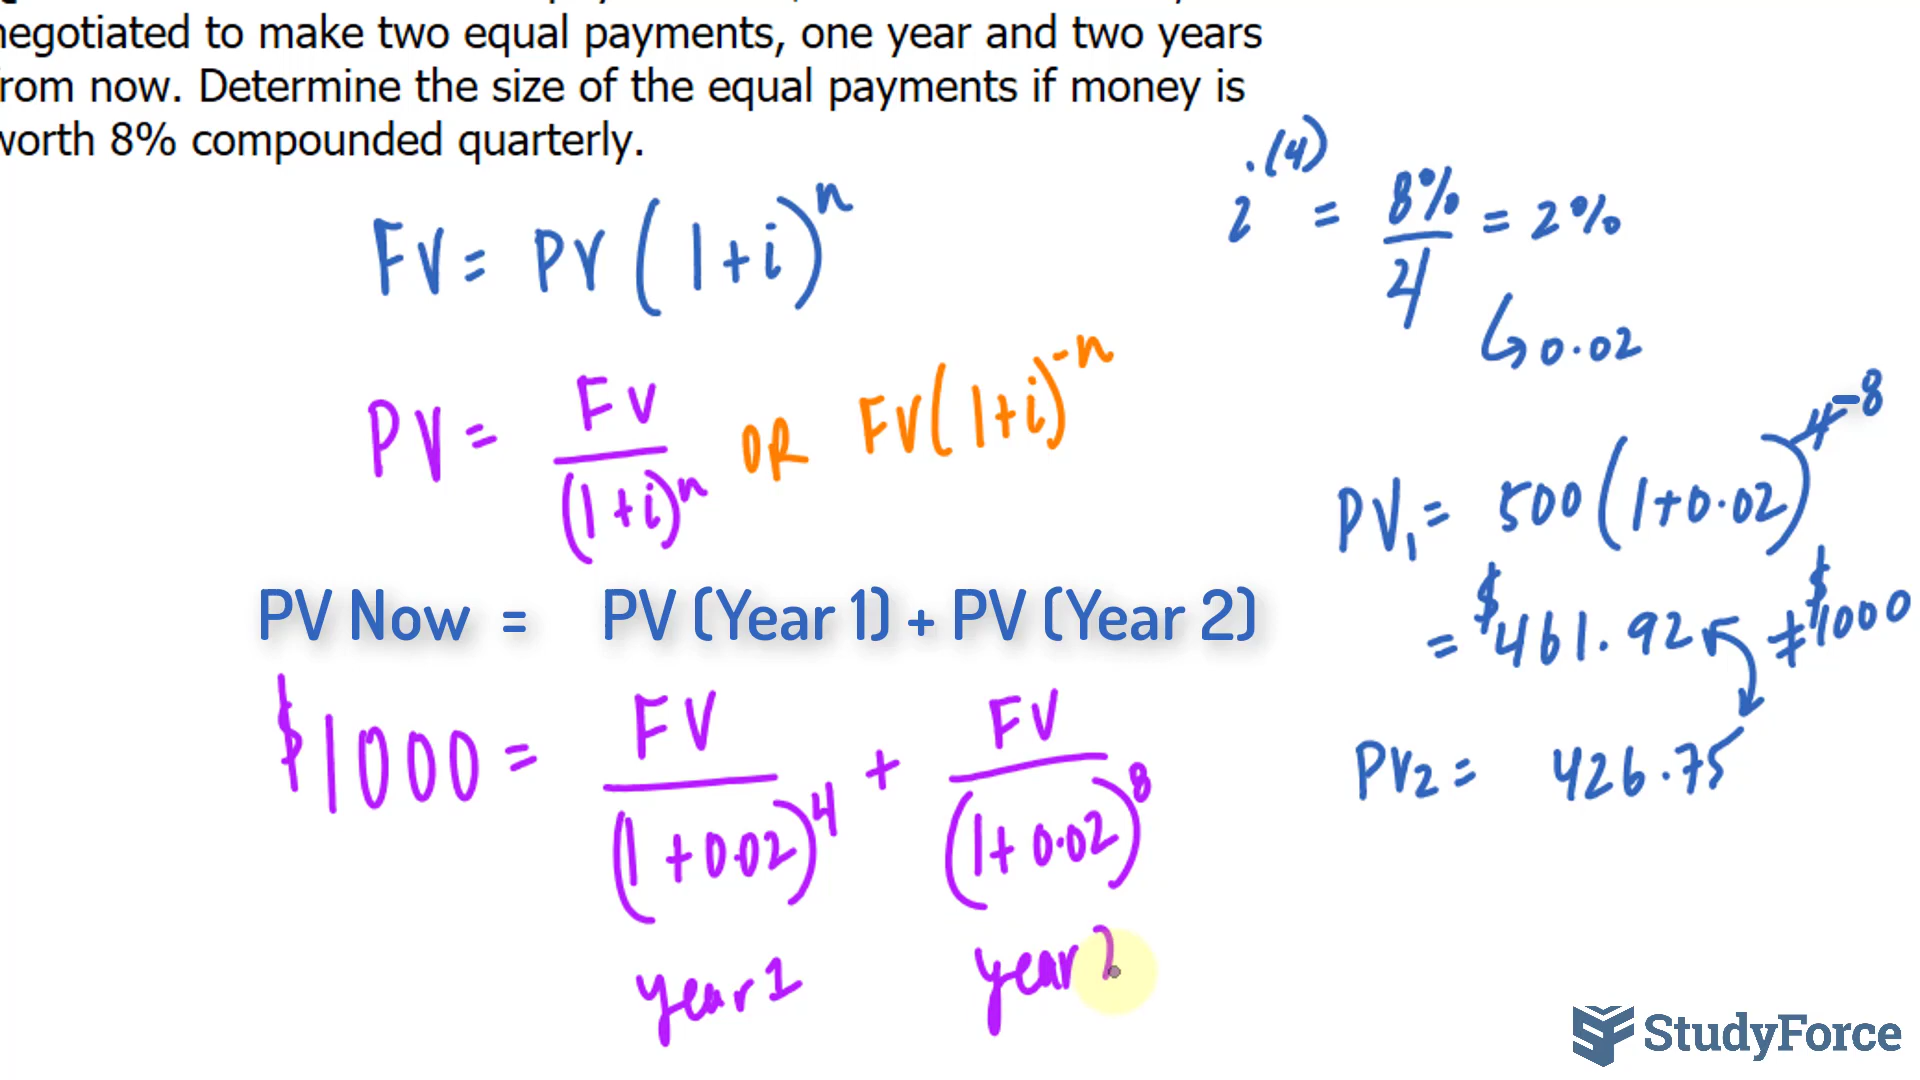 negotiated to make two equal payments, one year and two years
from now. Determine the size of the equal payments if money is
worth 8% compounded quarterly.
i^(4) = 8%/4 = 2%
↳ 0.02
FV = PV(1+i)^n
PV = FV/(1+i)^n OR FV(1+i)^-n
PV₁ = 500(1+0.02)^-8
= $461.92 ≠ $1000
PV2 = 426.75
PV Now = PV (Year 1) + PV (Year 2)
$1000 = FV/(1+0.02)^4 + FV/(1+0.02)^8
year 1 year 2
StudyForce